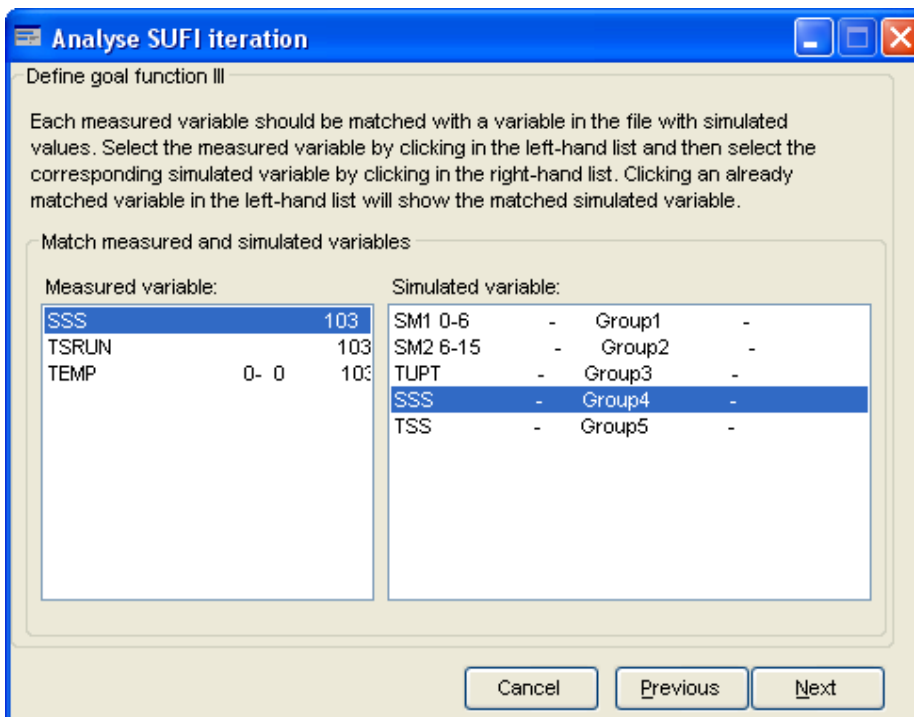 Analyse SUFI iteration
Define goal function III
Each measured variable should be matched with a variable in the file with simulated
values. Select the measured variable by clicking in the left-hand list and then select the
corresponding simulated variable by clicking in the right-hand list. Clicking an already
matched variable in the left-hand list will show the matched simulated variable.
Match measured and simulated variables
Measured variable: Simulated variable:
SSS 103 SM1 0-6 - Group1 -
TSRUN 103 SM2 6-15 - Group2 -
TEMP 0- 0 103 TUPT - Group3 -
SSS - Group4 -
TSS - Group5 -
Cancel Previous Next